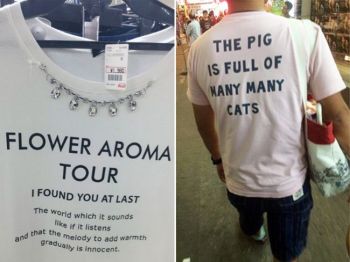 FLOWER AROMA
TOUR
I FOUND YOU AT LAST
The world which it sounds
like if it listens
and that the melody to add warmth
gradually is innocent.
THE PIG
IS FULL OF
MANY MANY
CATS